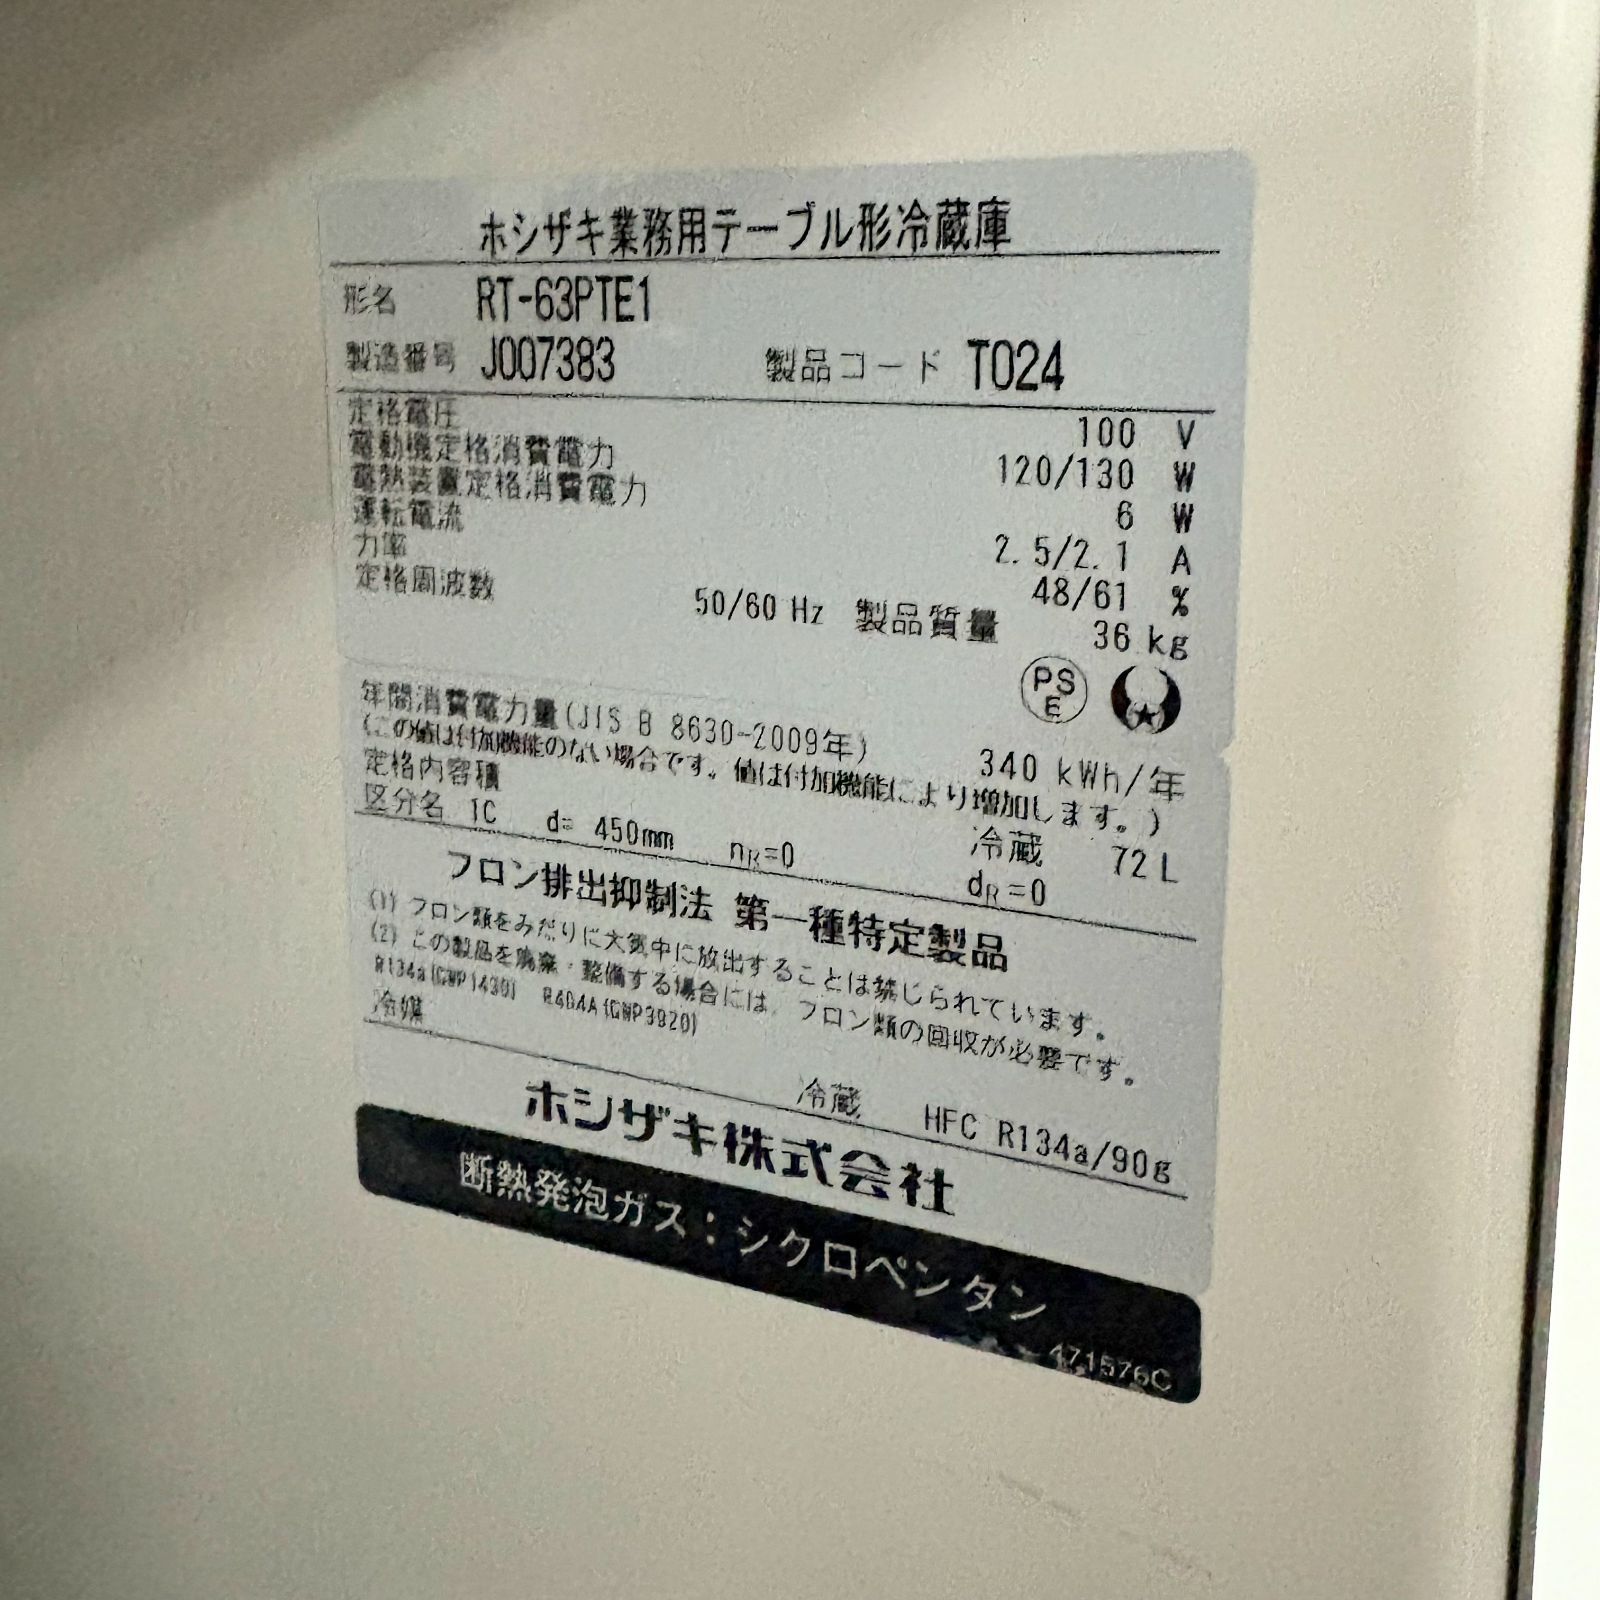 ホシザキ業務用テーブル形冷蔵庫
形名 RT-63PTE1
製造番号 J007383 製品コード T024
定格電圧 100 V
電動機定格消費電力 120/130 W
電熱装置定格消費電力 6 W
運転電流 2.5/2.1 A
力率 48/61 %
定格周波数 50/60 Hz 製品質量 36 kg
PSE
年間消費電力量(JIS B 8630-2009年) 340 kWh/年
(この値は付加機能のない場合です。値は付加機能により増加します。)
定格内容積 冷蔵 72 L
区分名 1C d= 450mm nR=0 dR=0
フロン排出抑制法 第一種特定製品
(1) フロン類をみだりに大気中に放出することは禁じられています。
(2) この製品を廃棄・整備する場合には、フロン類の回収が必要です。
R134a(GWP1430) R404A(GWP3920)
冷媒 冷蔵 HFC R134a/90g
ホシザキ株式会社
断熱発泡ガス：シクロペンタン
471576C